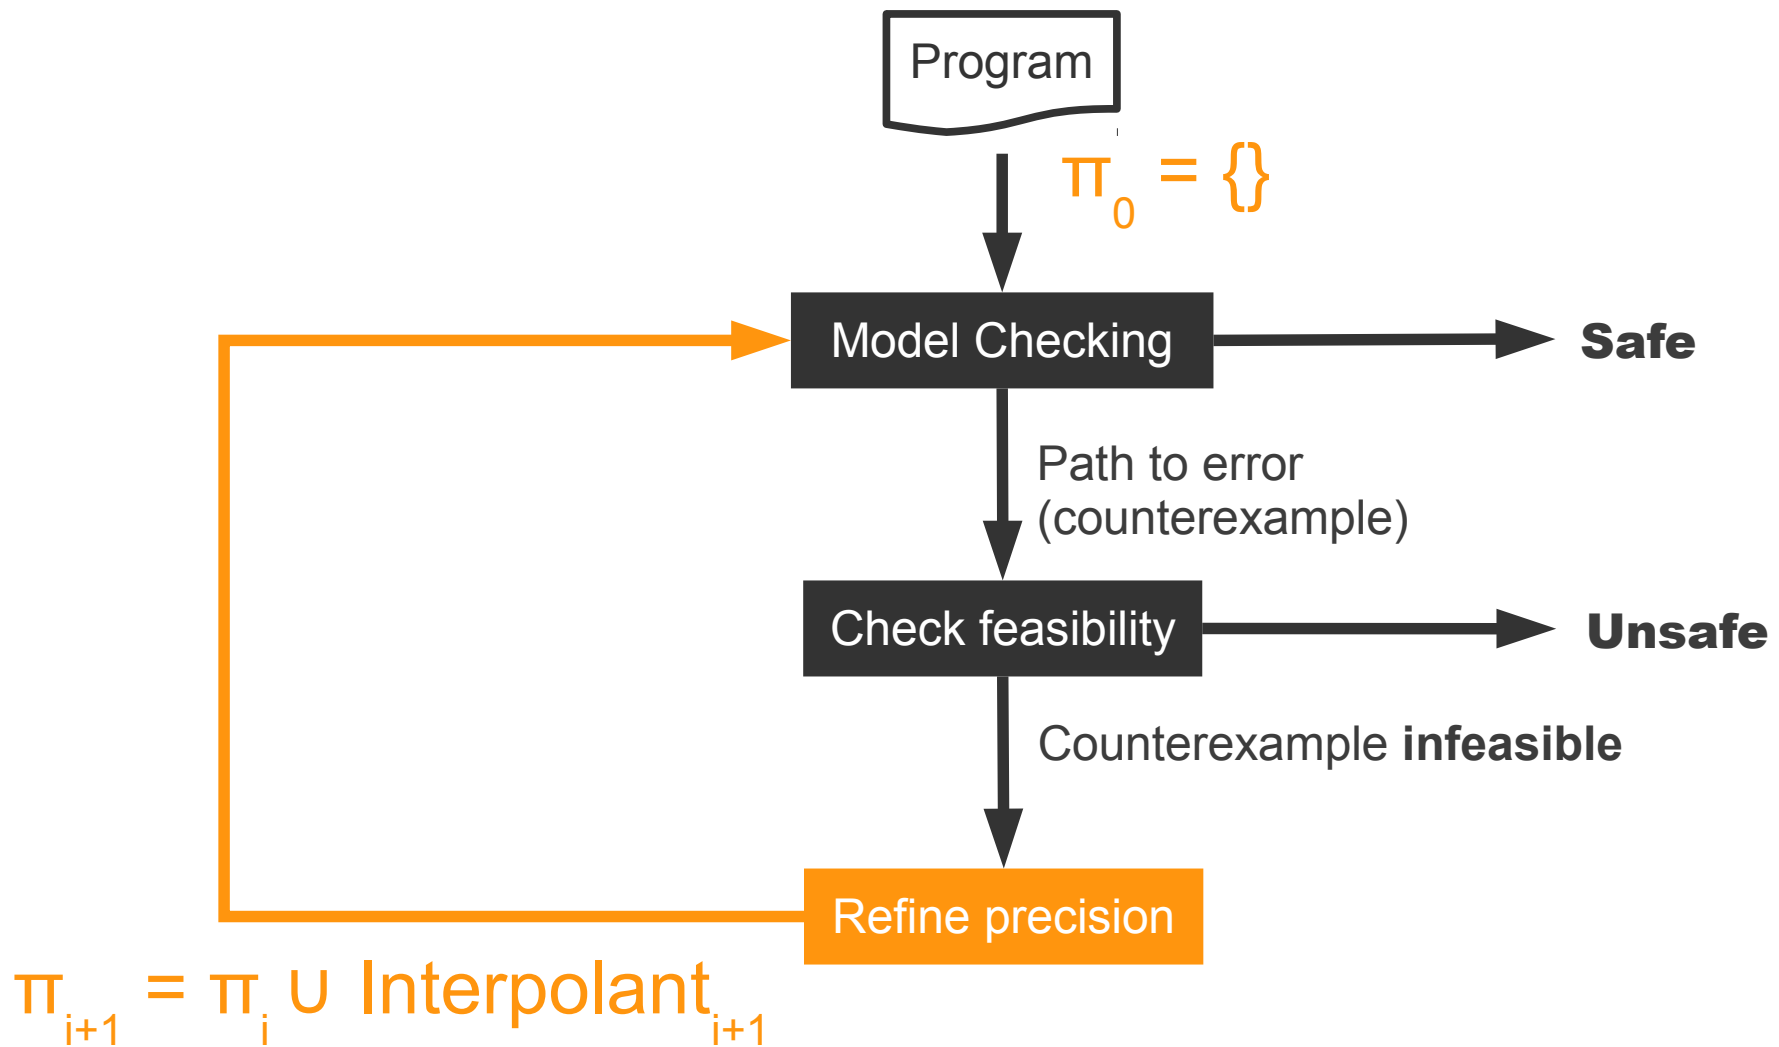 Program
π0 = {}
Model Checking
Safe
Path to error
(counterexample)
Check feasibility
Unsafe
Counterexample infeasible
Refine precision
πi+1 = πi ∪ Interpolanti+1